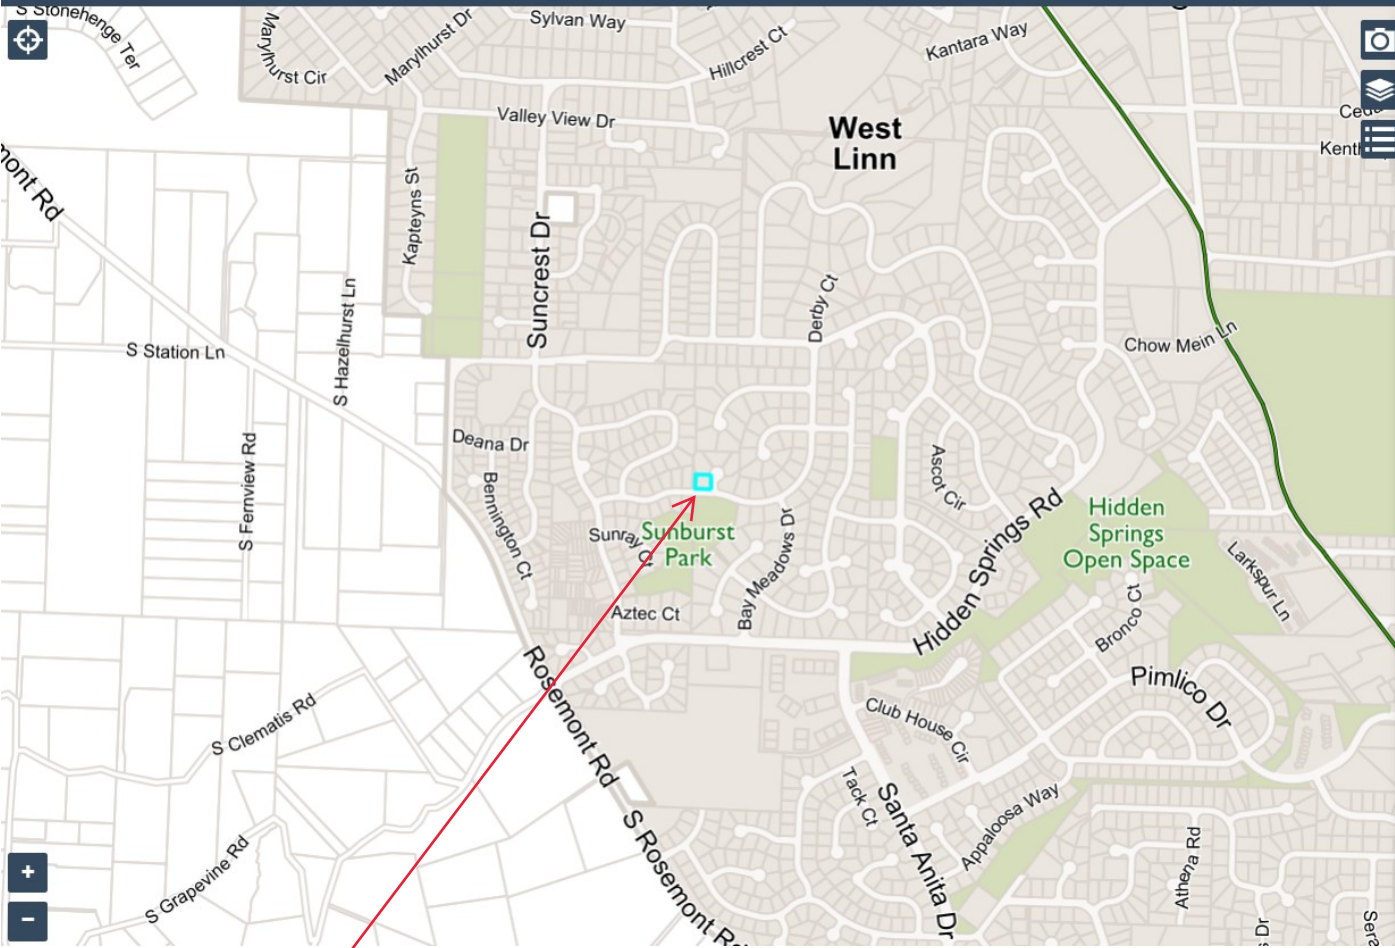 S Stonehenge Ter
Marylhurst Cir
Marylhurst Dr
Sylvan Way
Hillcrest Ct
Kantara Way
Valley View Dr
West
Linn
Kapteyns St
Suncrest Dr
S Station Ln
S Hazelhurst Ln
Derby Ct
Chow Mein Ln
Deana Dr
S Fernview Rd
Bennington Ct
Ascot Cir
Sunray Ct
Sunburst
Park
Bay Meadows Dr
Hidden Springs Rd
Hidden
Springs
Open Space
Larkspur Ln
Aztec Ct
Bronco Ct
Rosemont Rd
Pimlico Dr
S Clematis Rd
Club House Cir
Tack Ct
Santa Anita Dr
Appaloosa Way
S Grapevine Rd
S Rosemont Rd
Athena Rd
+
−